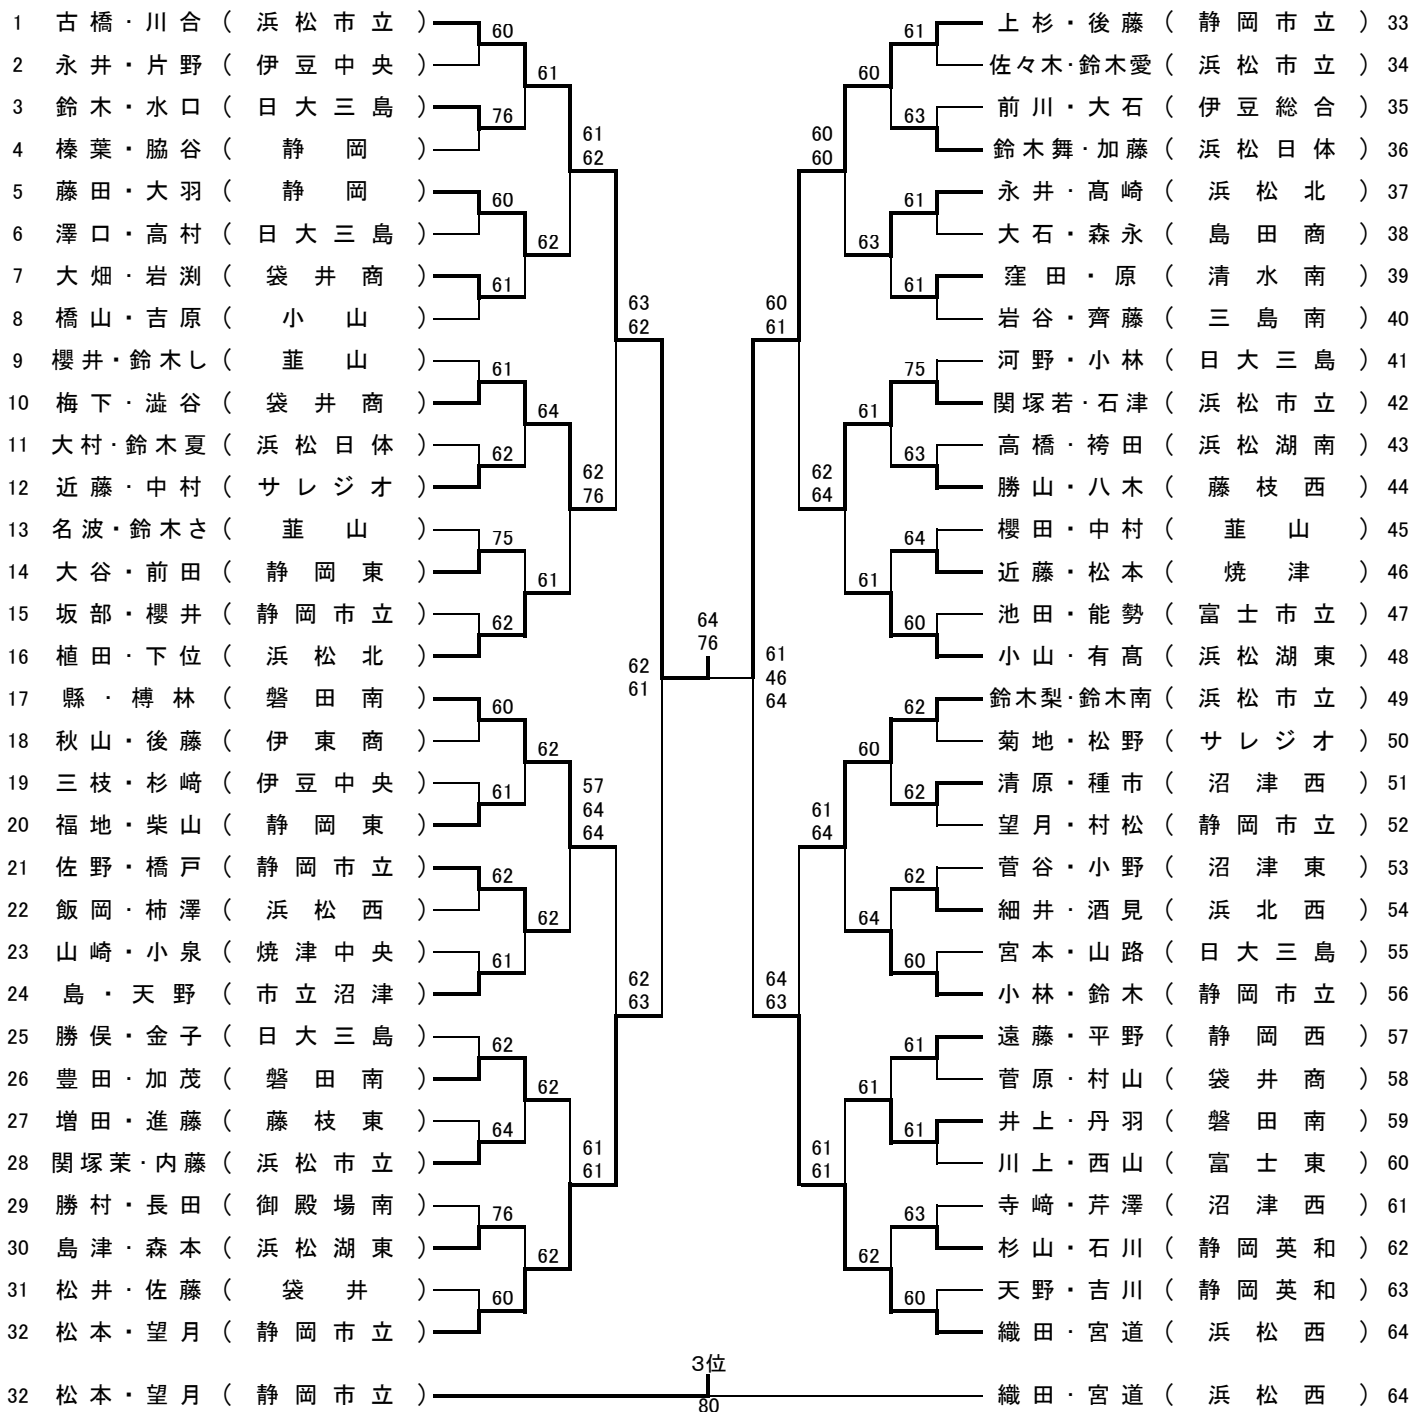 1 古橋・川合（浜松市立）
2 永井・片野（伊豆中央）
3 鈴木・水口（日大三島）
4 榛葉・脇谷（静岡）
5 藤田・大羽（静岡）
6 澤口・高村（日大三島）
7 大畑・岩渕（袋井商）
8 橋山・吉原（小山）
9 櫻井・鈴木し（韮山）
10 梅下・澁谷（袋井商）
11 大村・鈴木夏（浜松日体）
12 近藤・中村（サレジオ）
13 名波・鈴木さ（韮山）
14 大谷・前田（静岡東）
15 坂部・櫻井（静岡市立）
16 植田・下位（浜松北）
17 縣・榑林（磐田南）
18 秋山・後藤（伊東商）
19 三枝・杉﨑（伊豆中央）
20 福地・柴山（静岡東）
21 佐野・橋戸（静岡市立）
22 飯岡・柿澤（浜松西）
23 山崎・小泉（焼津中央）
24 島・天野（市立沼津）
25 勝俣・金子（日大三島）
26 豊田・加茂（磐田南）
27 増田・進藤（藤枝東）
28 関塚茉・内藤（浜松市立）
29 勝村・長田（御殿場南）
30 島津・森本（浜松湖東）
31 松井・佐藤（袋井）
32 松本・望月（静岡市立）
60
76
60
61
61
62
75
62
60
61
62
61
62
64
76
60
61
62
64
61
62
62
62
62
61
62
62
76
57
64
64
61
61
63
62
62
63
62
61
64
76
61
46
64
60
61
64
63
60
60
62
64
61
64
61
61
60
63
61
61
60
64
61
62
61
63
61
61
75
63
64
60
62
62
62
60
61
61
63
60
上杉・後藤（静岡市立）33
佐々木・鈴木愛（浜松市立）34
前川・大石（伊豆総合）35
鈴木舞・加藤（浜松日体）36
永井・髙崎（浜松北）37
大石・森永（島田商）38
窪田・原（清水南）39
岩谷・齊藤（三島南）40
河野・小林（日大三島）41
関塚若・石津（浜松市立）42
高橋・袴田（浜松湖南）43
勝山・八木（藤枝西）44
櫻田・中村（韮山）45
近藤・松本（焼津）46
池田・能勢（富士市立）47
小山・有髙（浜松湖東）48
鈴木梨・鈴木南（浜松市立）49
菊地・松野（サレジオ）50
清原・種市（沼津西）51
望月・村松（静岡市立）52
菅谷・小野（沼津東）53
細井・酒見（浜北西）54
宮本・山路（日大三島）55
小林・鈴木（静岡市立）56
遠藤・平野（静岡西）57
菅原・村山（袋井商）58
井上・丹羽（磐田南）59
川上・西山（富士東）60
寺﨑・芹澤（沼津西）61
杉山・石川（静岡英和）62
天野・吉川（静岡英和）63
織田・宮道（浜松西）64
3位
32 松本・望月（静岡市立）
80
織田・宮道（浜松西）64